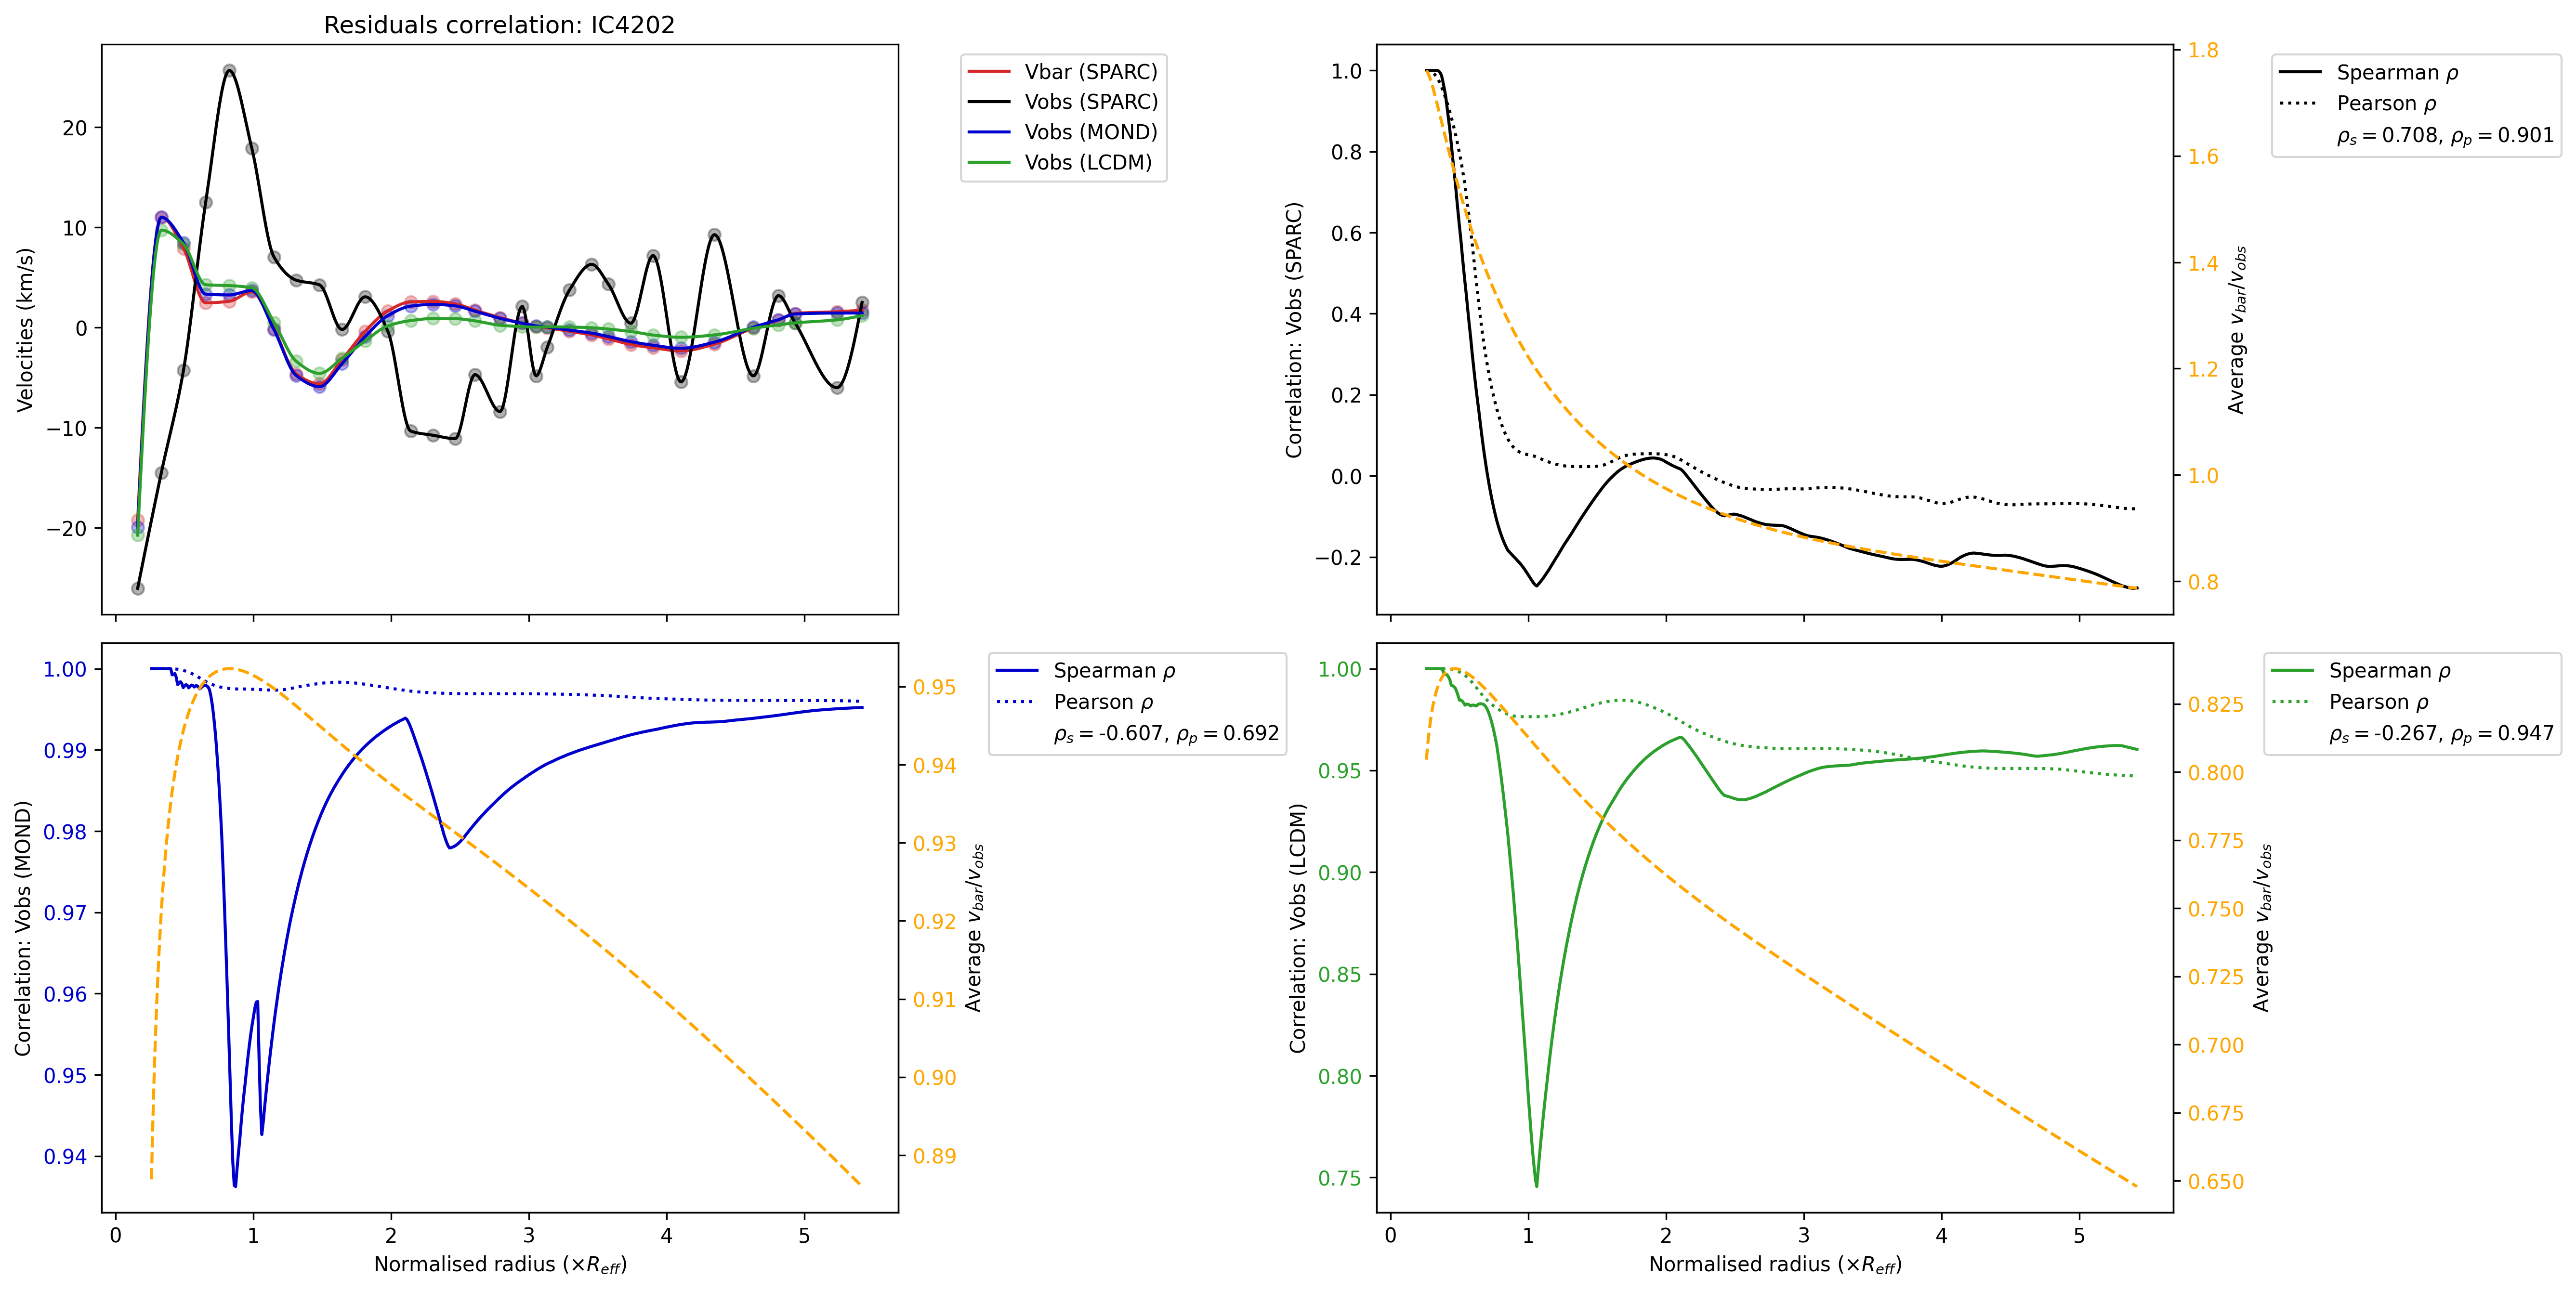 Residuals correlation: IC4202
Velocities (km/s)
20
10
0
−10
−20
Vbar (SPARC)
Vobs (SPARC)
Vobs (MOND)
Vobs (LCDM)
Correlation: Vobs (SPARC)
1.0
0.8
0.6
0.4
0.2
0.0
−0.2
1.8
1.6
1.4
1.2
1.0
0.8
Average v_bar/v_obs
Spearman ρ
Pearson ρ
ρ_s = 0.708, ρ_p = 0.901
Correlation: Vobs (MOND)
1.00
0.99
0.98
0.97
0.96
0.95
0.94
0 1 2 3 4 5
Normalised radius (×R_eff)
0.95
0.94
0.93
0.92
0.91
0.90
0.89
Average v_bar/v_obs
Spearman ρ
Pearson ρ
ρ_s = -0.607, ρ_p = 0.692
Correlation: Vobs (LCDM)
1.00
0.95
0.90
0.85
0.80
0.75
0 1 2 3 4 5
Normalised radius (×R_eff)
0.825
0.800
0.775
0.750
0.725
0.700
0.675
0.650
Average v_bar/v_obs
Spearman ρ
Pearson ρ
ρ_s = -0.267, ρ_p = 0.947